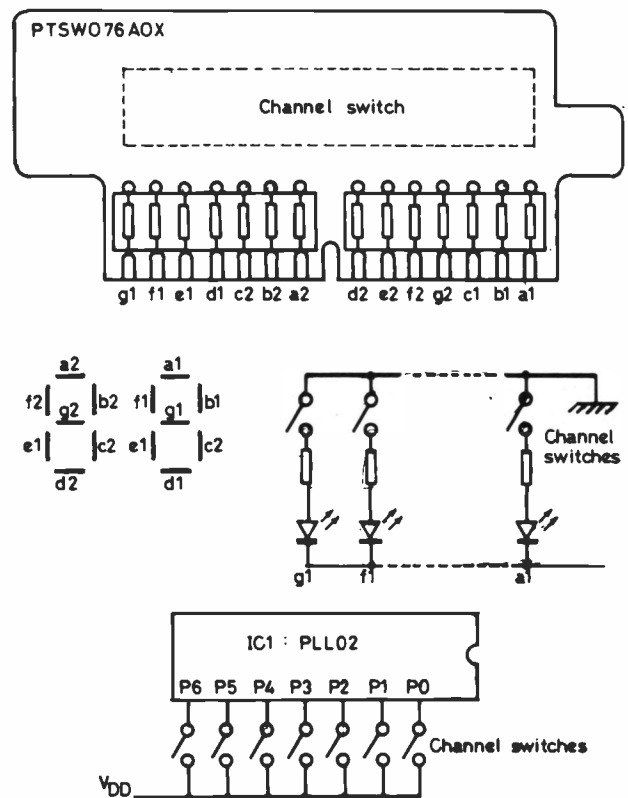 PTSW076A0X
Channel switch
g1 f1 e1 d1 c2 b2 a2 d2 e2 f2 g2 c1 b1 a1
a2 a1
f2 g2 b2 f1 g1 b1
e1 c2 e1 c2
d2 d1
Channel
switches
g1 f1 a1
IC1 : PLL02
P6 P5 P4 P3 P2 P1 P0
Channel switches
VDD